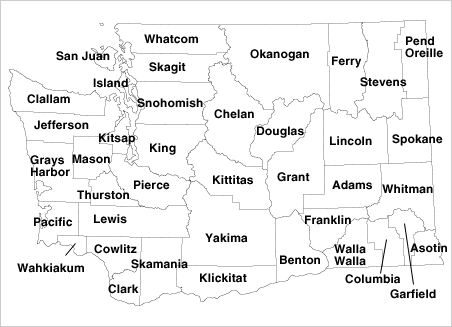 Whatcom
Pend
Oreille
Okanogan
Ferry
San Juan
Skagit
Stevens
Island
Clallam
Snohomish
Chelan
Jefferson
Douglas
Kitsap
Lincoln
Spokane
King
Grays
Harbor
Mason
Kittitas
Grant
Pierce
Adams
Whitman
Thurston
Pacific
Lewis
Franklin
Yakima
Cowlitz
Walla
Walla
Asotin
Wahkiakum
Skamania
Benton
Klickitat
Columbia
Clark
Garfield